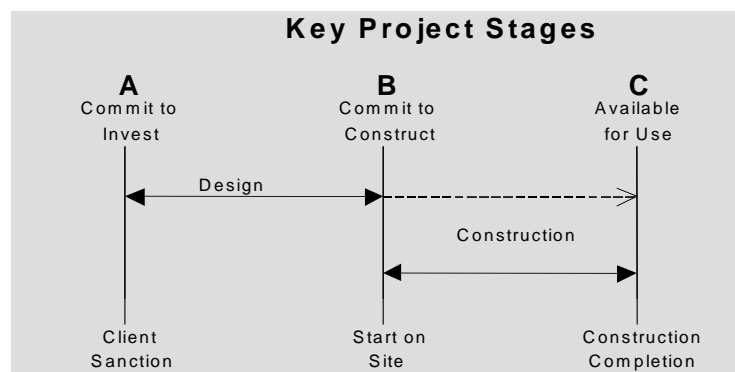 Key Project Stages
A B C
Commit to Commit to Available
Invest Construct for Use
Design
Construction
Client Start on Construction
Sanction Site Completion